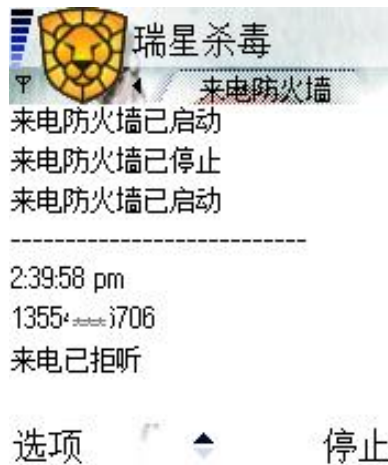 瑞星杀毒
来电防火墙
来电防火墙已启动
来电防火墙已停止
来电防火墙已启动
---------------------------
2:39:58 pm
1355 6706
来电已拒听
选项 停止